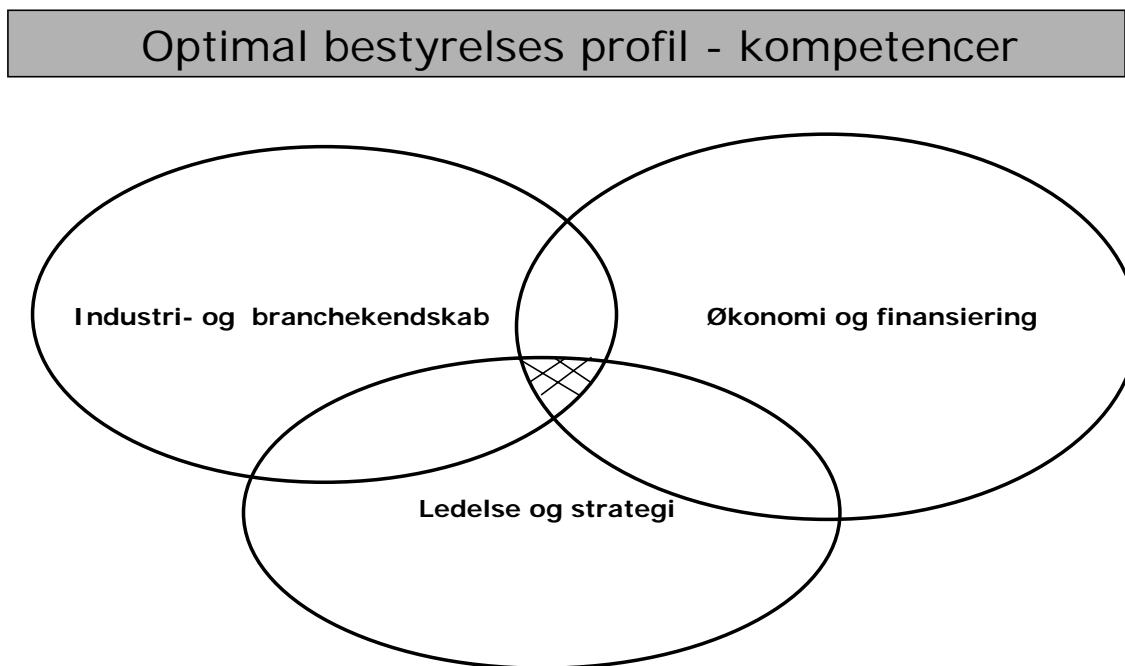 Optimal bestyrelses profil - kompetencer
Industri- og branchekendskab
Økonomi og finansiering
Ledelse og strategi